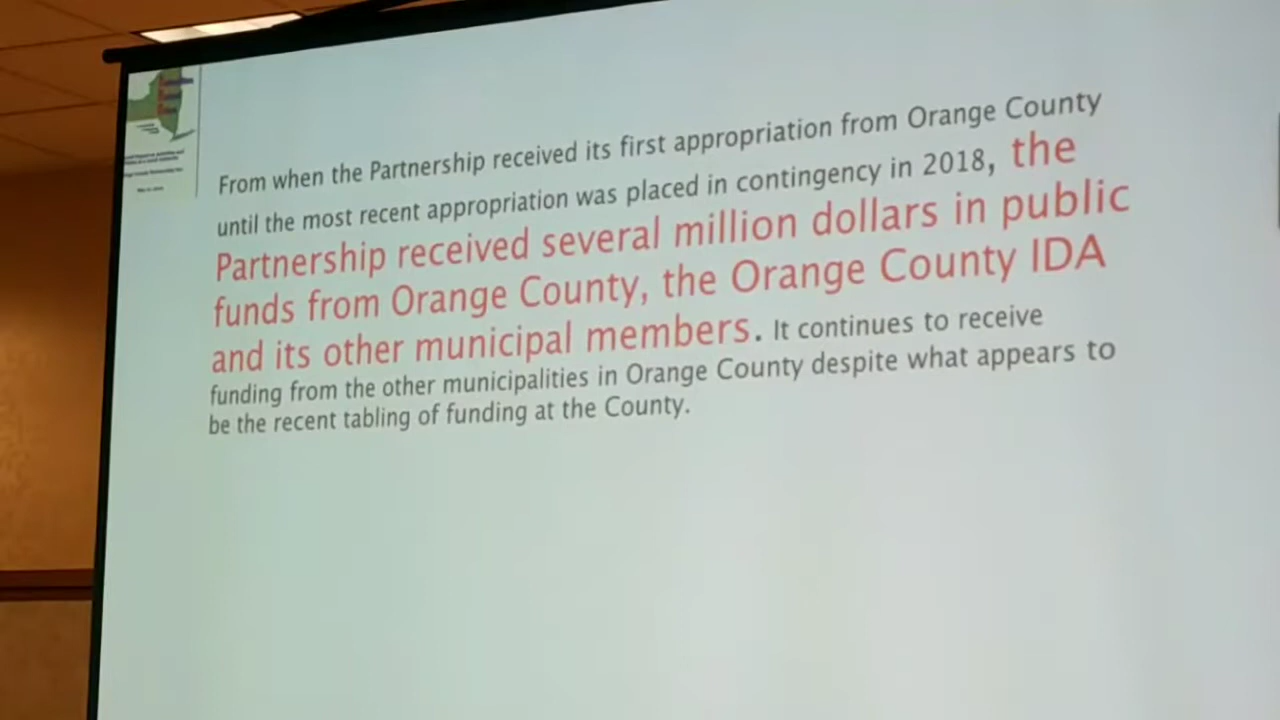 From when the Partnership received its first appropriation from Orange County
until the most recent appropriation was placed in contingency in 2018, the
Partnership received several million dollars in public
funds from Orange County, the Orange County IDA
and its other municipal members. It continues to receive
funding from the other municipalities in Orange County despite what appears to
be the recent tabling of funding at the County.